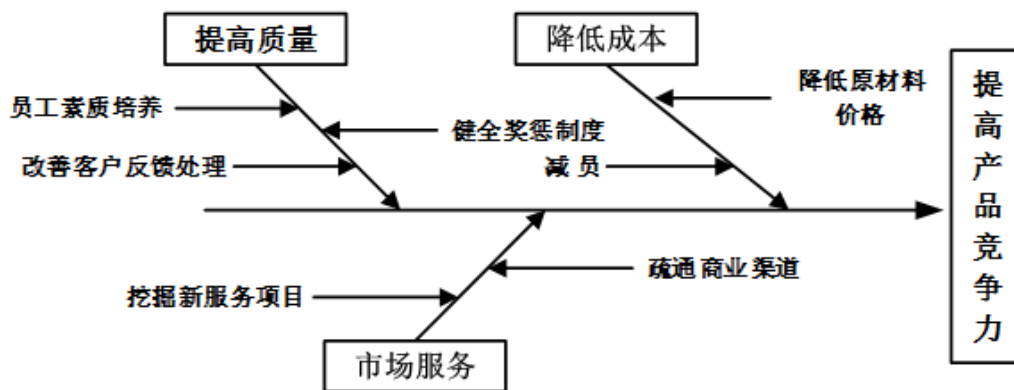 提高质量
降低成本
员工素质培养
健全奖惩制度
改善客户反馈处理
降低原材料
价格
减员
提高产品竞争力
疏通商业渠道
挖掘新服务项目
市场服务